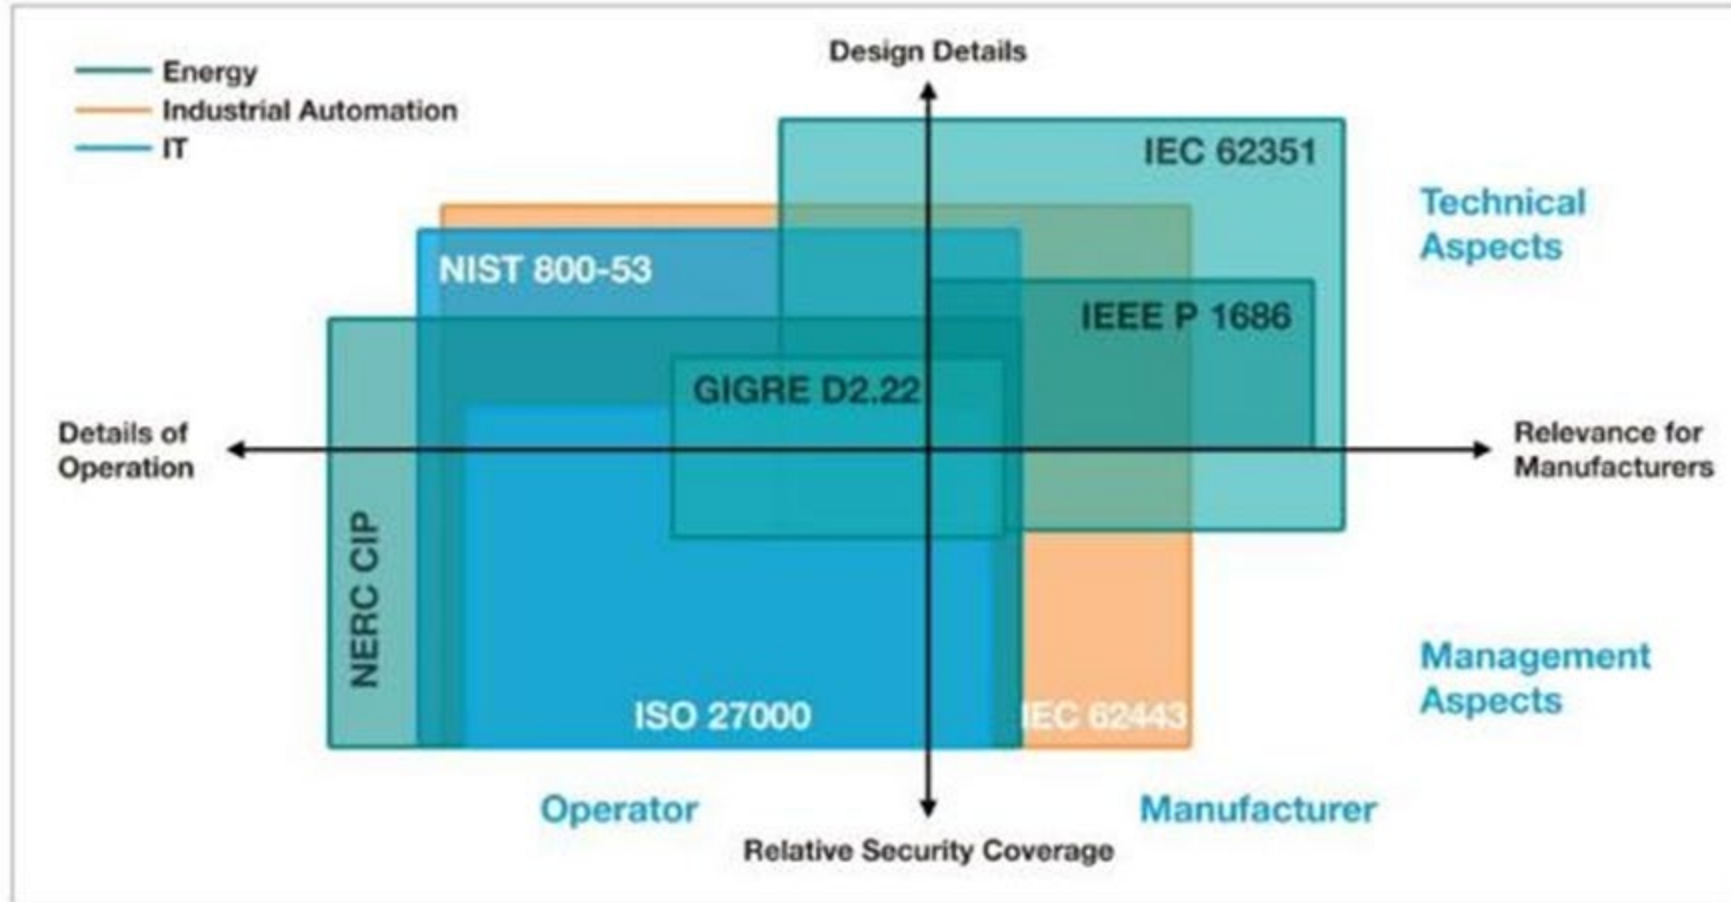 Design Details
Energy
Industrial Automation
IT
IEC 62351
Technical
Aspects
NIST 800-53
IEEE P 1686
GIGRE D2.22
Details of
Operation
Relevance for
Manufacturers
NERC CIP
Management
Aspects
ISO 27000
IEC 62443
Operator
Manufacturer
Relative Security Coverage